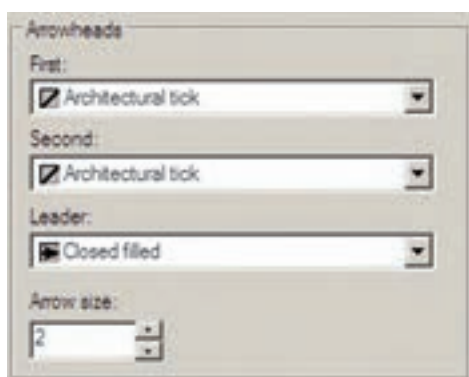 Arrowheads
First:
Architectural tick
Second:
Architectural tick
Leader:
Closed filled
Arrow size:
2